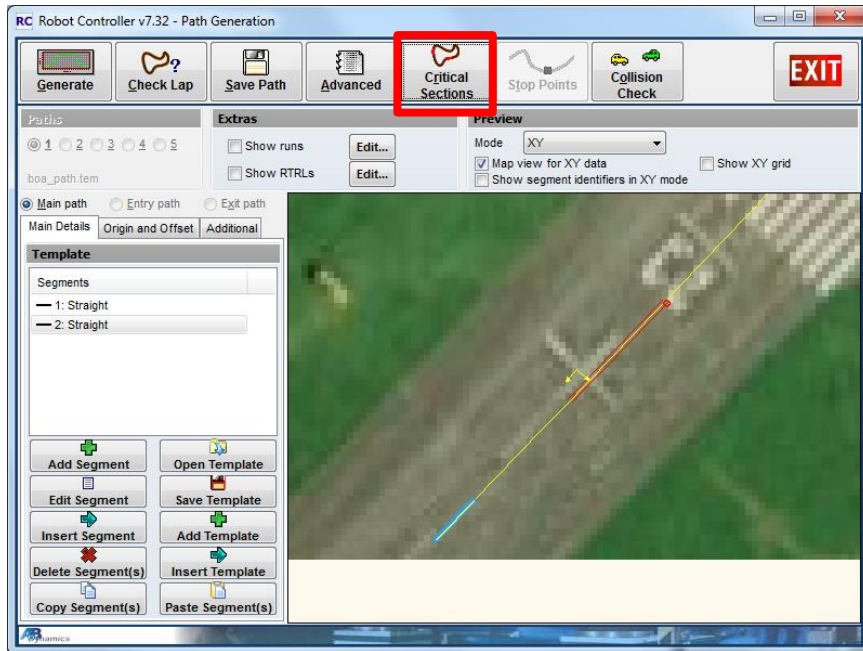 RC Robot Controller v7.32 - Path Generation
Generate
Check Lap
Save Path
Advanced
Critical
Sections
Stop Points
Collision
Check
EXIT
Paths
1 2 3 4 5
boa_path.tem
Extras
Show runs Edit...
Show RTRLs Edit...
Preview
Mode XY
Map view for XY data Show XY grid
Show segment identifiers in XY mode
Main path Entry path Exit path
Main Details Origin and Offset Additional
Template
Segments
1: Straight
2: Straight
Add Segment Open Template
Edit Segment Save Template
Insert Segment Add Template
Delete Segment(s) Insert Template
Copy Segment(s) Paste Segment(s)
AB Dynamics